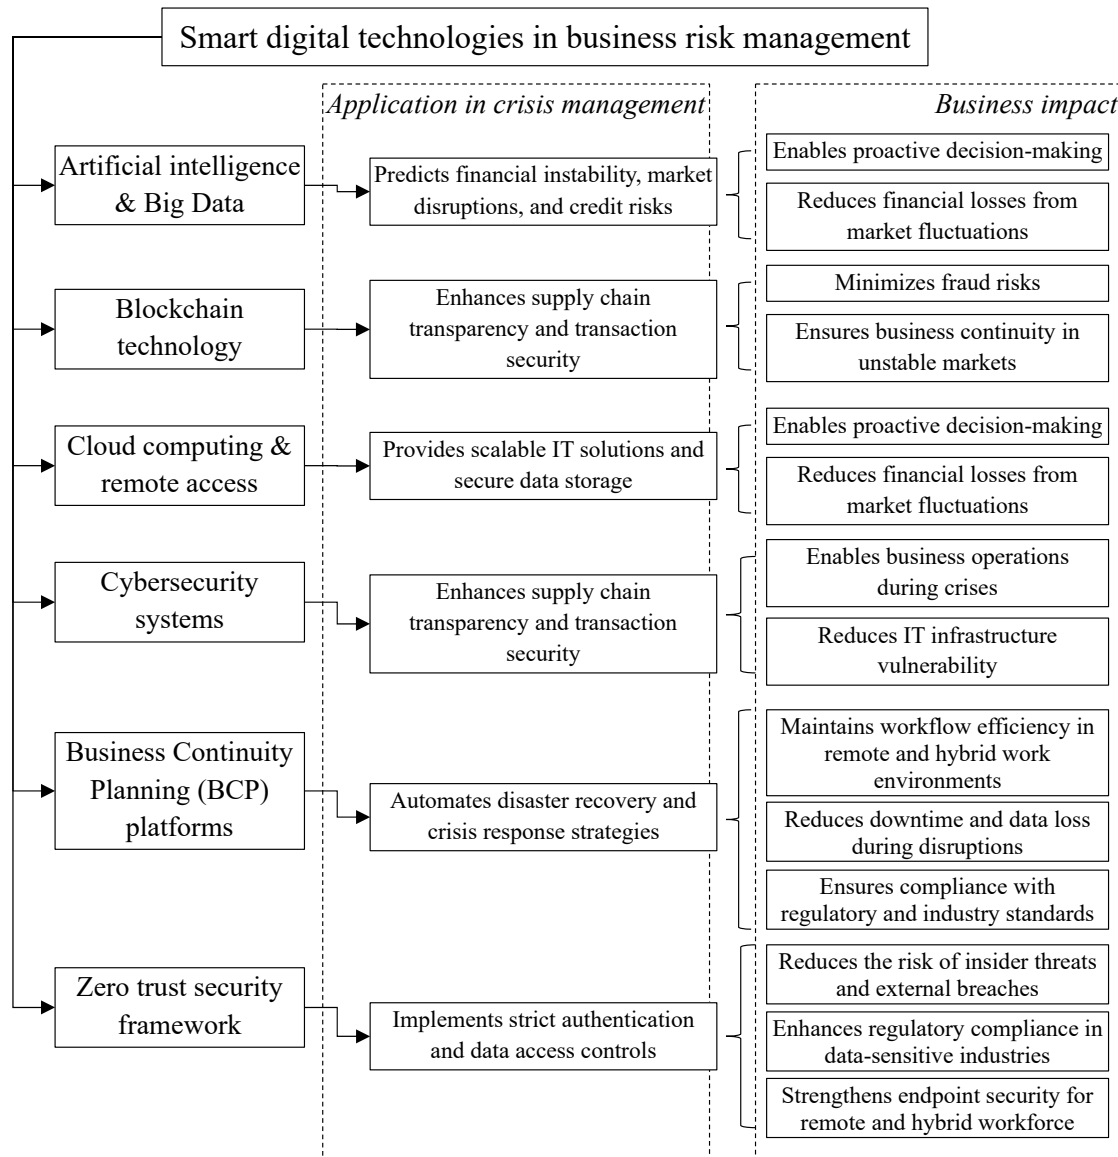 Smart digital technologies in business risk management
Application in crisis management
Business impact
Artificial intelligence
& Big Data
Predicts financial instability, market
disruptions, and credit risks
Enables proactive decision-making
Reduces financial losses from
market fluctuations
Blockchain
technology
Enhances supply chain
transparency and transaction
security
Minimizes fraud risks
Ensures business continuity in
unstable markets
Cloud computing &
remote access
Provides scalable IT solutions and
secure data storage
Enables proactive decision-making
Reduces financial losses from
market fluctuations
Cybersecurity
systems
Enhances supply chain
transparency and transaction
security
Enables business operations
during crises
Reduces IT infrastructure
vulnerability
Business Continuity
Planning (BCP)
platforms
Automates disaster recovery and
crisis response strategies
Maintains workflow efficiency in
remote and hybrid work
environments
Reduces downtime and data loss
during disruptions
Ensures compliance with
regulatory and industry standards
Zero trust security
framework
Implements strict authentication
and data access controls
Reduces the risk of insider threats
and external breaches
Enhances regulatory compliance in
data-sensitive industries
Strengthens endpoint security for
remote and hybrid workforce